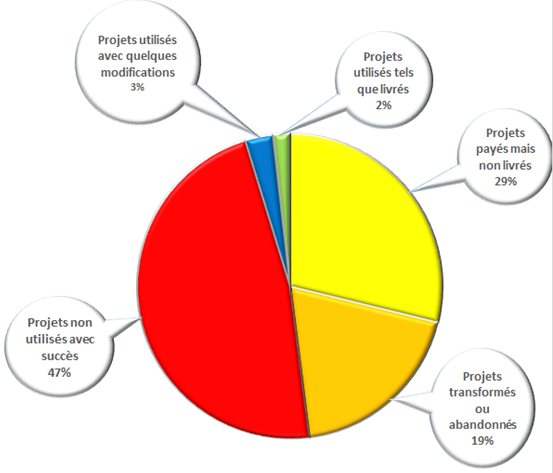 Projets utilisés
avec quelques
modifications
3%
Projets
utilisés tels
que livrés
2%
Projets
payés mais
non livrés
29%
Projets non
utilisés avec
succès
47%
Projets
transformés
ou
abandonnés
19%